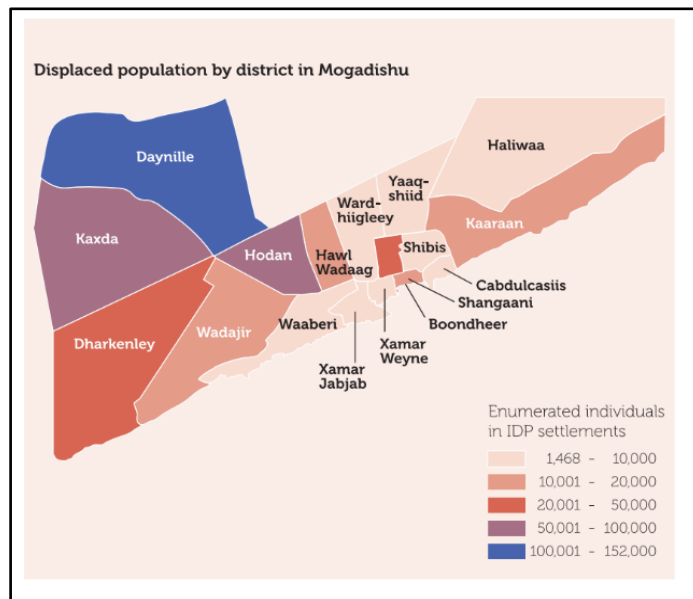 Displaced population by district in Mogadishu
Daynille
Haliwaa
Yaaq-
shiid
Ward-
hiigleey
Kaxda
Kaaraan
Hodan
Hawl
Wadaag
Shibis
Cabdulcasiis
Shangaani
Boondheer
Wadajir
Waaberi
Dharkenley
Xamar
Weyne
Xamar
Jabjab
Enumerated individuals
in IDP settlements
1,468 - 10,000
10,001 - 20,000
20,001 - 50,000
50,001 - 100,000
100,001 - 152,000